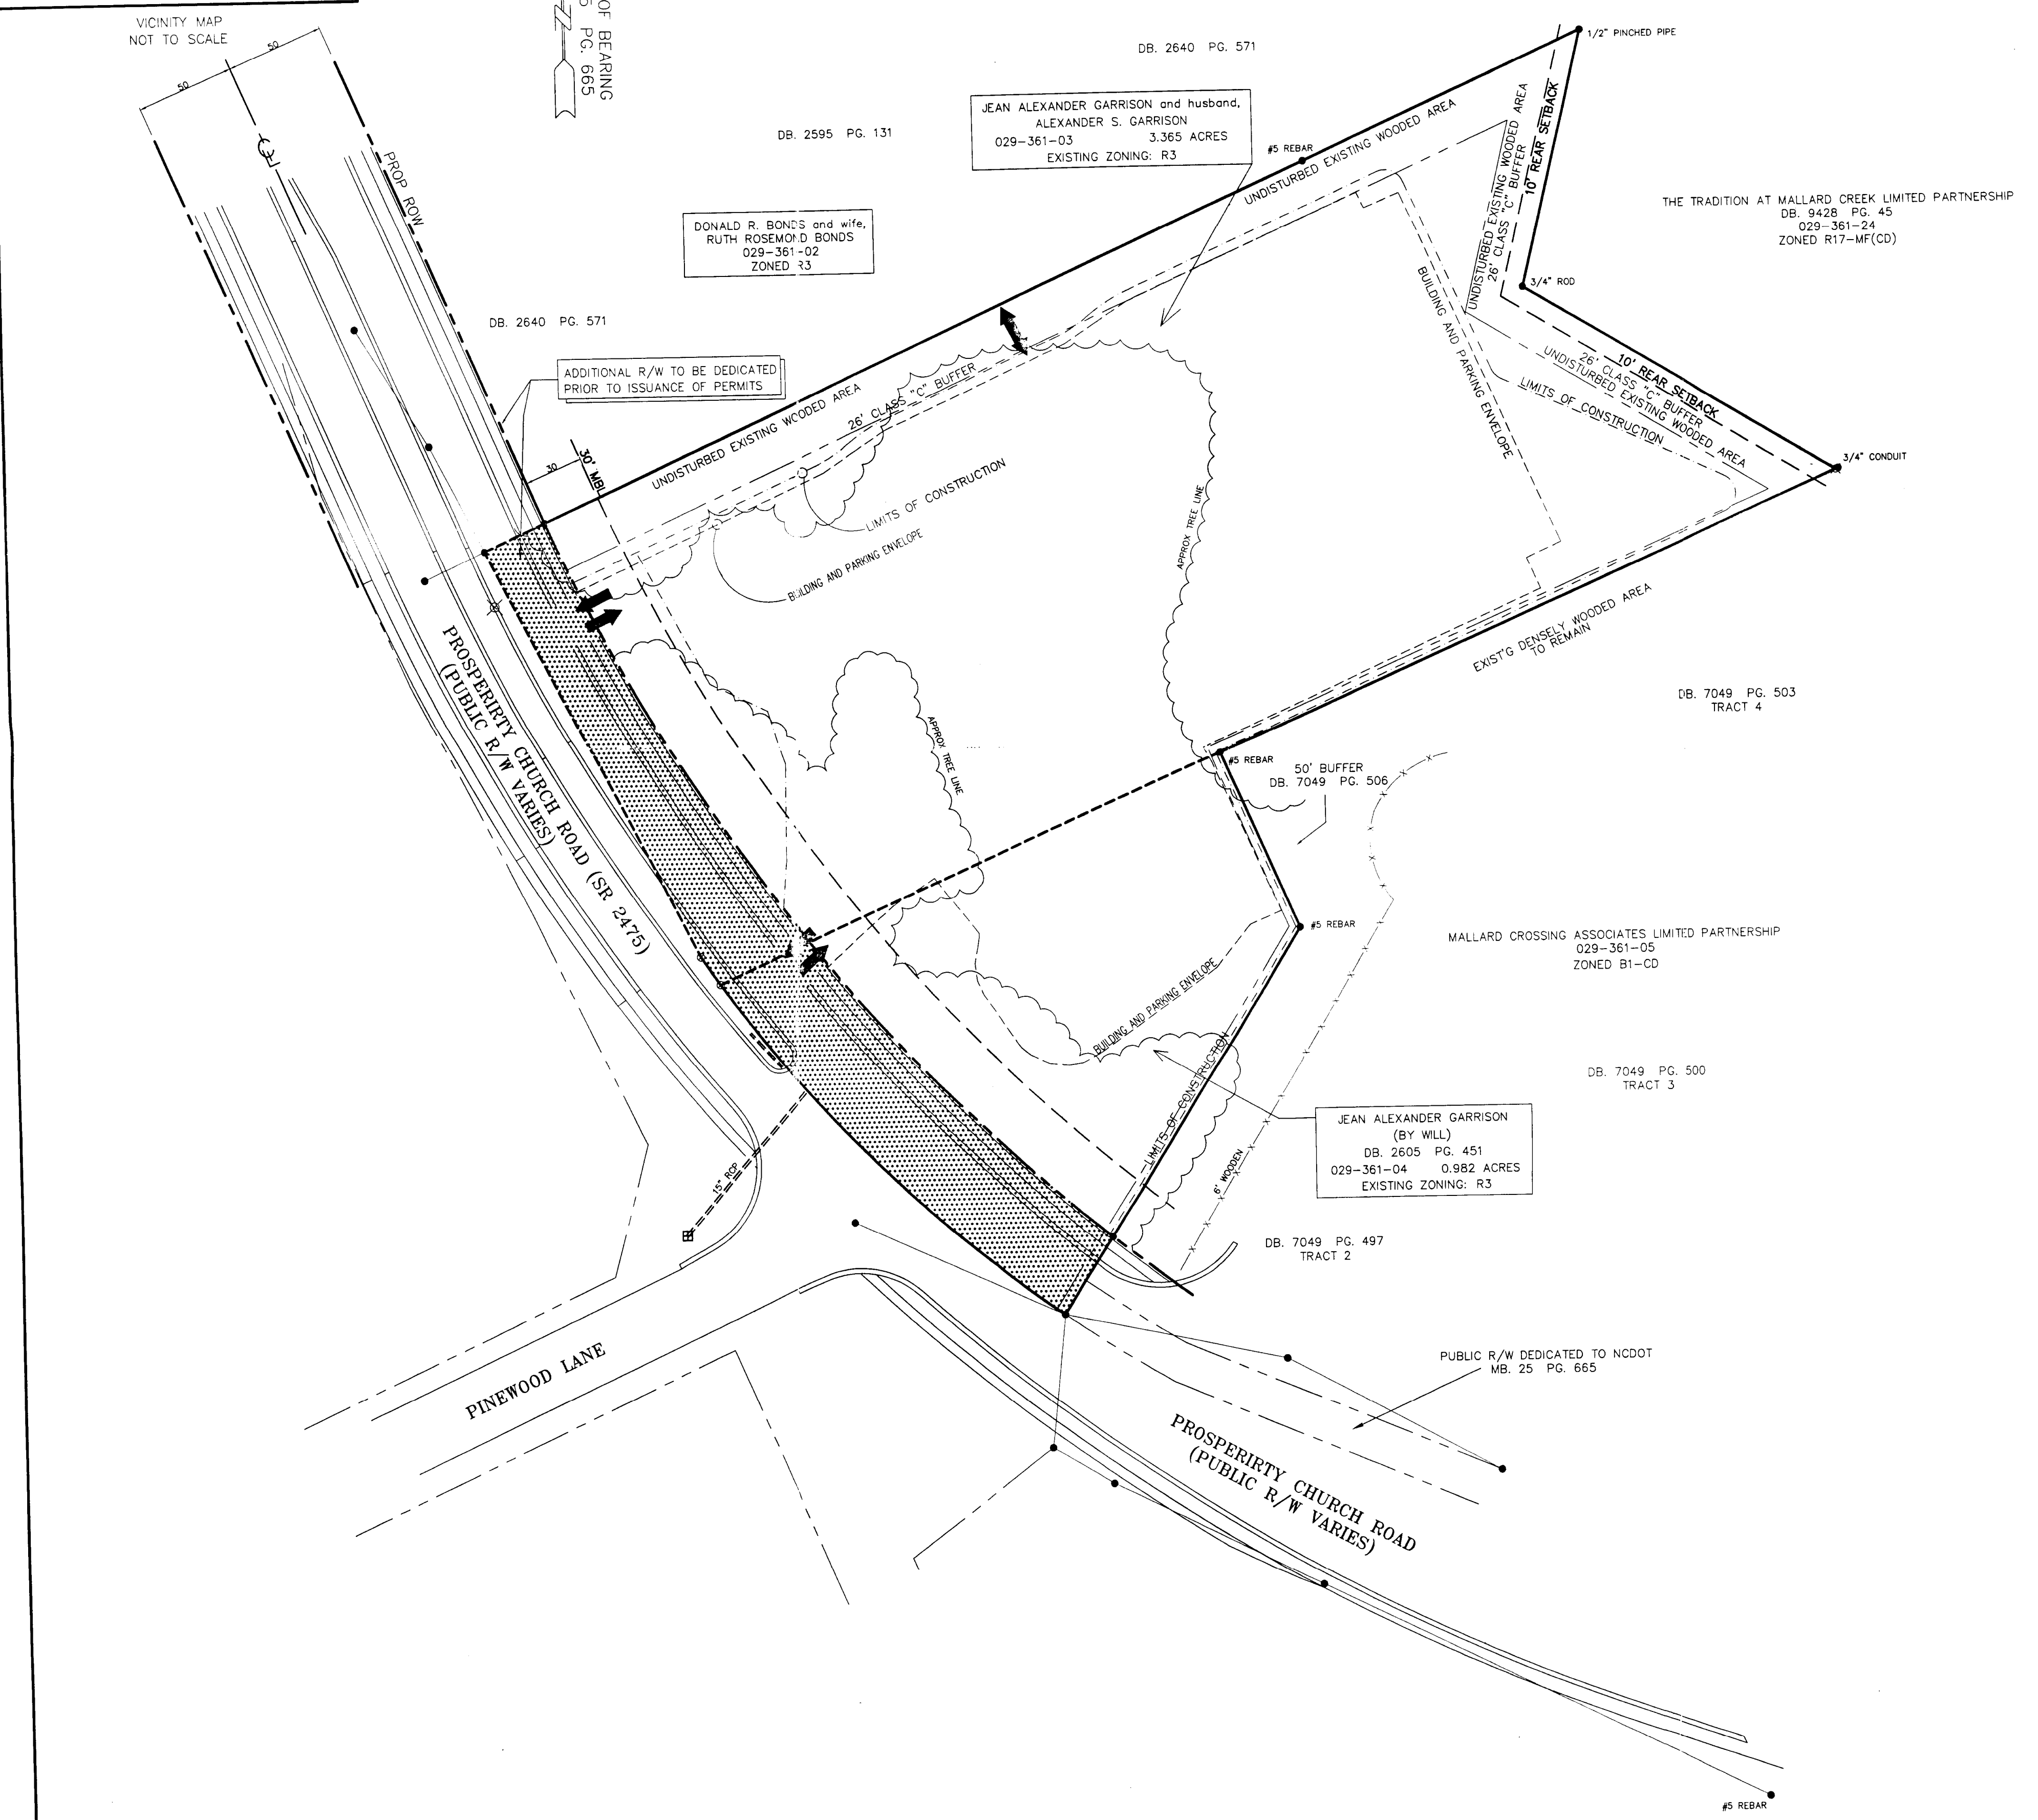 VICINITY MAP
NOT TO SCALE
50
50
OF BEARING
PG. 665
PROP ROW
DB. 2640 PG. 571
1/2" PINCHED PIPE
DB. 2595 PG. 131
JEAN ALEXANDER GARRISON and husband,
ALEXANDER S. GARRISON
029-361-03 3.365 ACRES
EXISTING ZONING: R3
#5 REBAR
UNDISTURBED EXISTING WOODED AREA
UNDISTURBED EXISTING WOODED AREA
26' CLASS "C" BUFFER
10' REAR SETBACK
THE TRADITION AT MALLARD CREEK LIMITED PARTNERSHIP
DB. 9428 PG. 45
029-361-24
ZONED R17-MF(CD)
DONALD R. BONDS and wife,
RUTH ROSEMOND BONDS
029-361-02
ZONED R3
3/4" ROD
BUILDING AND PARKING ENVELOPE
DB. 2640 PG. 571
ADDITIONAL R/W TO BE DEDICATED
PRIOR TO ISSUANCE OF PERMITS
10' REAR SETBACK
26' CLASS "C" BUFFER
UNDISTURBED EXISTING WOODED AREA
LIMITS OF CONSTRUCTION
3/4" CONDUIT
UNDISTURBED EXISTING WOODED AREA
26' CLASS "C" BUFFER
30
30' MBL
LIMITS OF CONSTRUCTION
BUILDING AND PARKING ENVELOPE
APPROX TREE LINE
EXIST'G DENSELY WOODED AREA
TO REMAIN
PROSPERIRTY CHURCH ROAD (SR 2475)
(PUBLIC R/W VARIES)
APPROX TREE LINE
DB. 7049 PG. 503
TRACT 4
#5 REBAR
50' BUFFER
DB. 7049 PG. 506
#5 REBAR
MALLARD CROSSING ASSOCIATES LIMITED PARTNERSHIP
029-361-05
ZONED B1-CD
BUILDING AND PARKING ENVELOPE
LIMITS OF CONSTRUCTION
DB. 7049 PG. 500
TRACT 3
JEAN ALEXANDER GARRISON
(BY WILL)
DB. 2605 PG. 451
029-361-04 0.982 ACRES
EXISTING ZONING: R3
15" RCP
6' WOODEN
DB. 7049 PG. 497
TRACT 2
PINEWOOD LANE
PUBLIC R/W DEDICATED TO NCDOT
MB. 25 PG. 665
PROSPERIRTY CHURCH ROAD
(PUBLIC R/W VARIES)
#5 REBAR